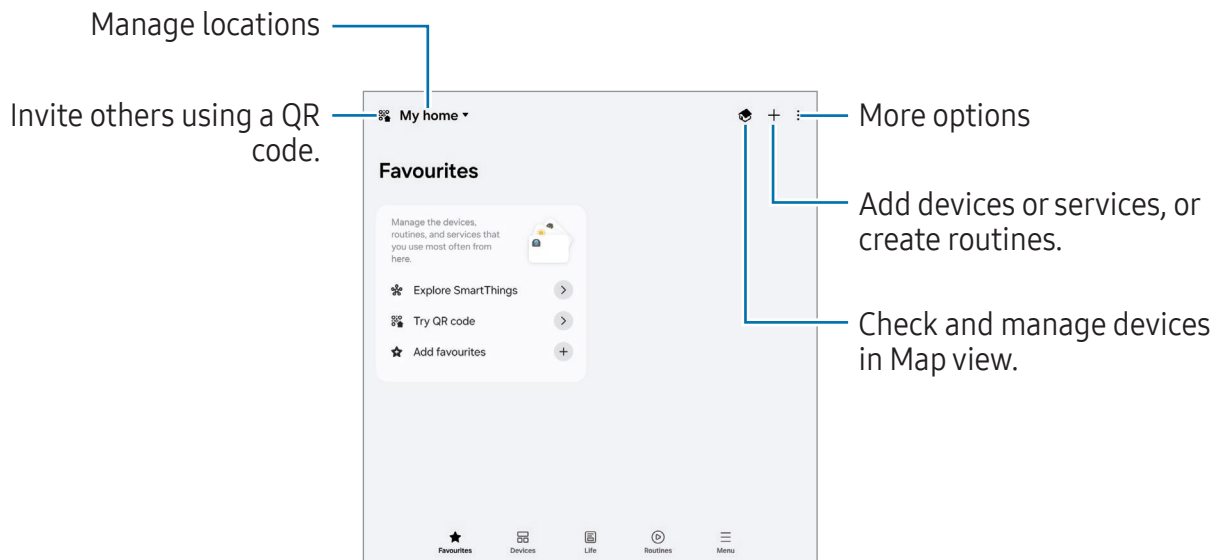 Manage locations
Invite others using a QR
code.
My home
More options
Favourites
Add devices or services, or
create routines.
Manage the devices,
routines, and services that
you use most often from
here.
Explore SmartThings
Try QR code
Check and manage devices
in Map view.
Add favourites
Favourites
Devices
Life
Routines
Menu